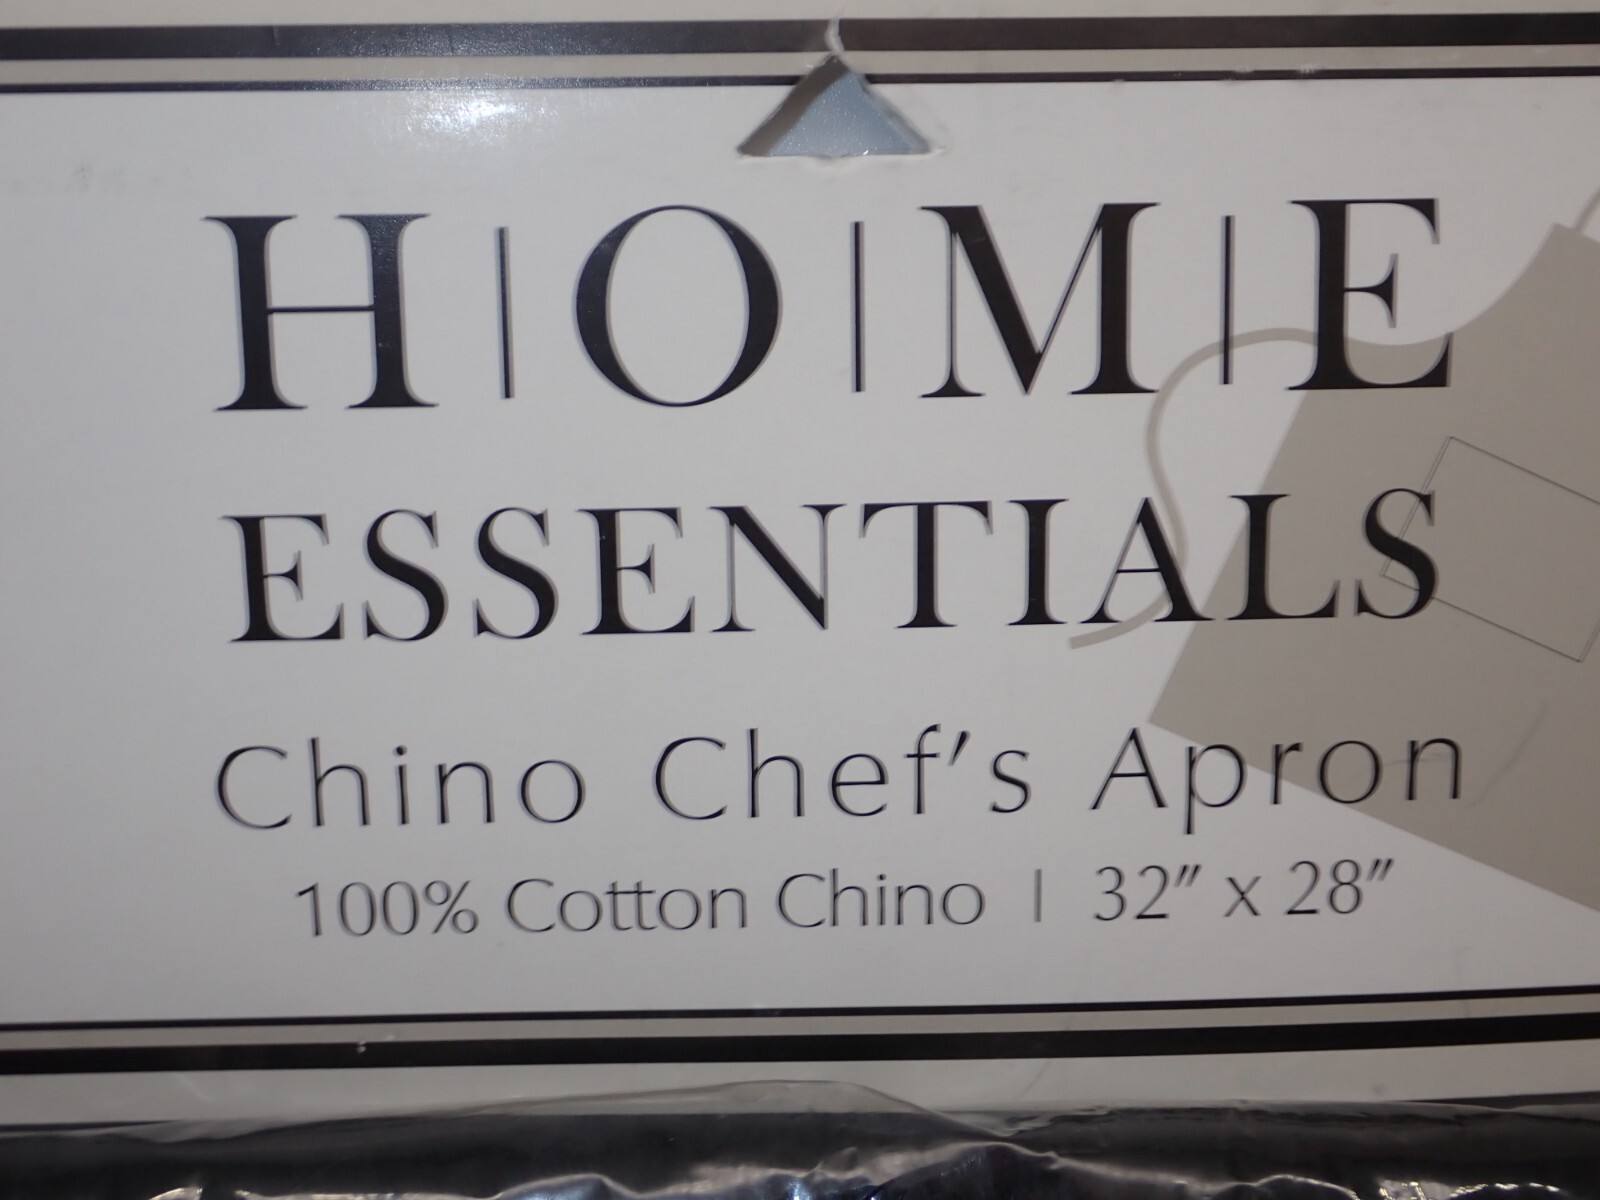 H|O|M|E
ESSENTIALS
Chino Chef's Apron
100% Cotton Chino | 32" x 28"